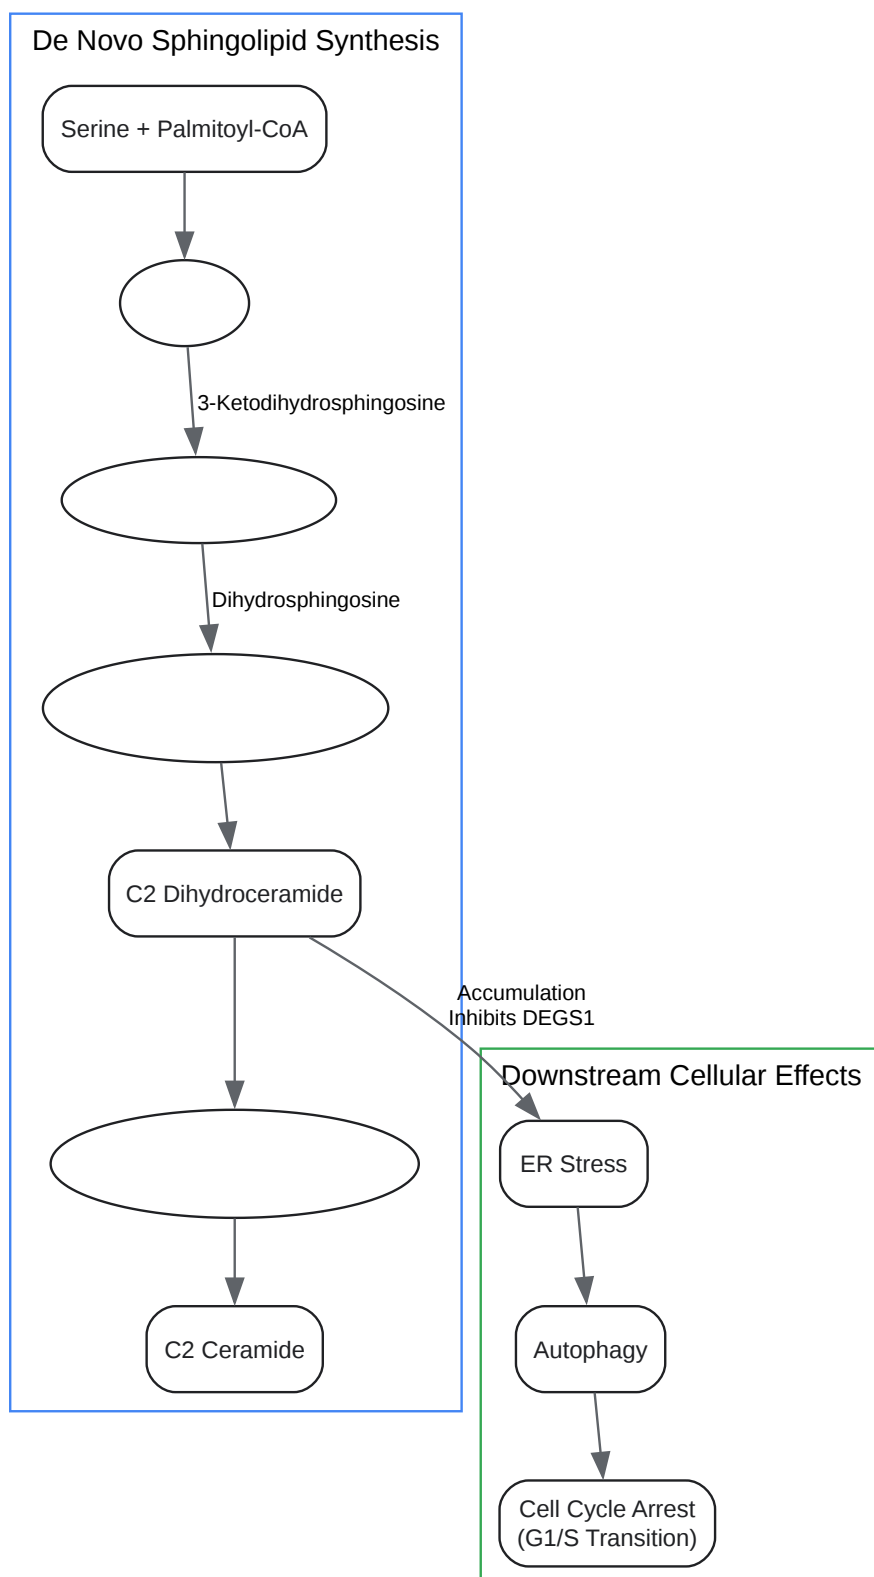 De Novo Sphingolipid Synthesis
Serine + Palmitoyl-CoA
3-Ketodihydrosphingosine
Dihydrosphingosine
C2 Dihydroceramide
Accumulation
Inhibits DEGS1
Downstream Cellular Effects
ER Stress
Autophagy
C2 Ceramide
Cell Cycle Arrest
(G1/S Transition)